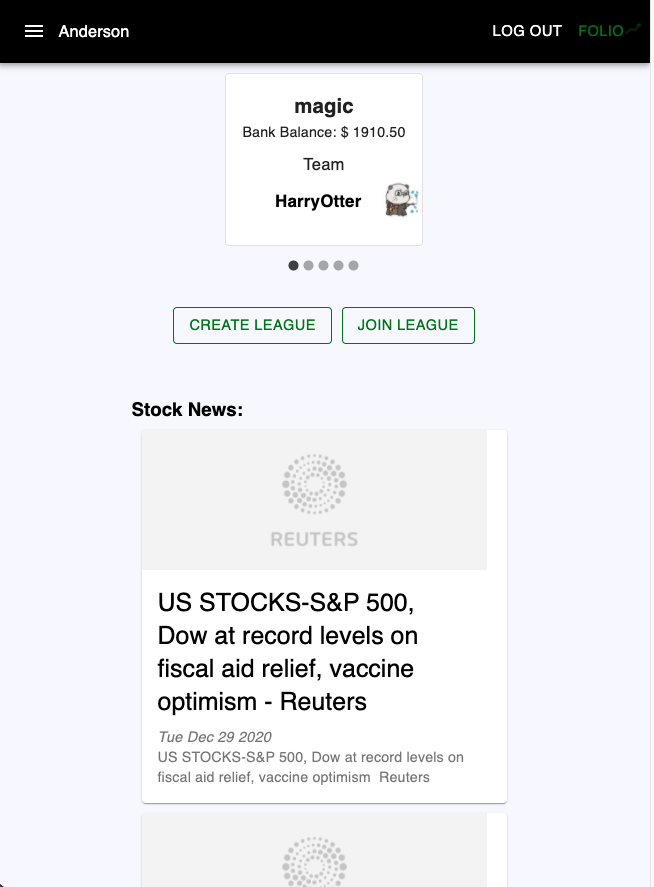 Anderson
LOG OUT
FOLIO
magic
Bank Balance: $ 1910.50
Team
HarryOtter
CREATE LEAGUE
JOIN LEAGUE
Stock News:
REUTERS
US STOCKS-S&P 500,
Dow at record levels on
fiscal aid relief, vaccine
optimism - Reuters
Tue Dec 29 2020
US STOCKS-S&P 500, Dow at record levels on
fiscal aid relief, vaccine optimism  Reuters